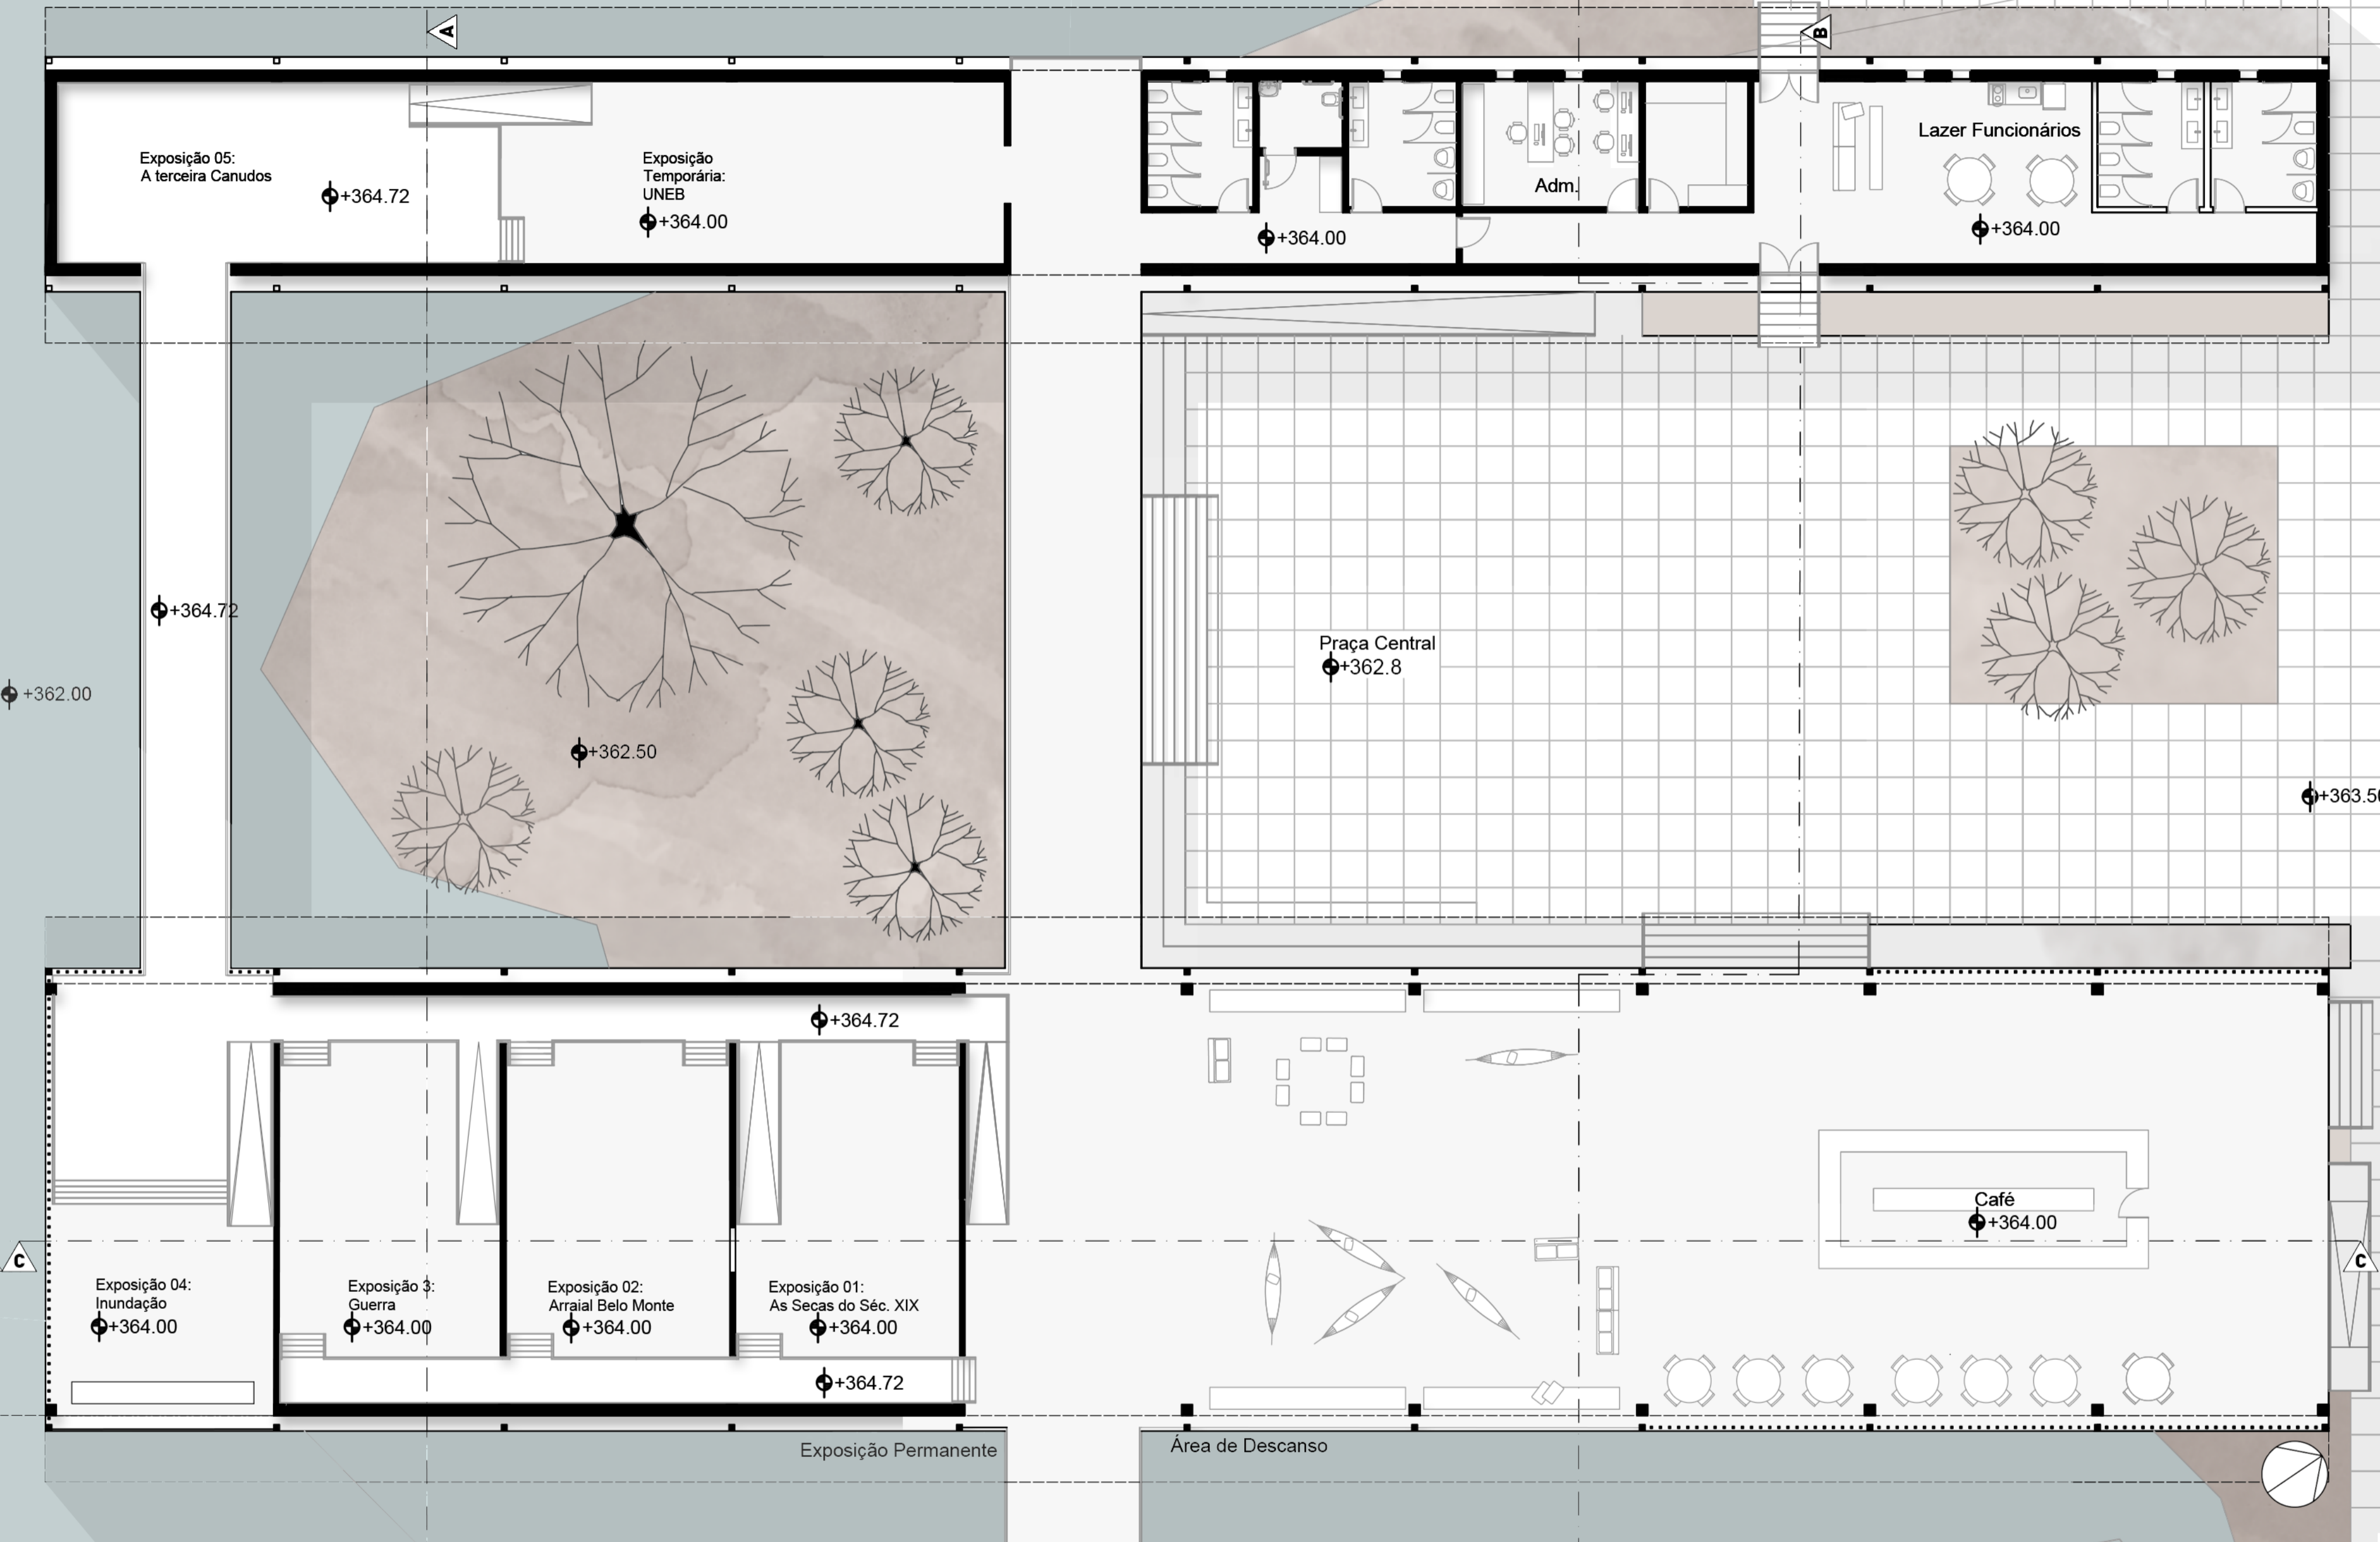 A
B
Exposição 05:
A terceira Canudos
+364.72
Exposição
Temporária:
UNEB
+364.00
+364.00
Adm.
Lazer Funcionários
+364.00
+364.72
+362.00
+362.50
Praça Central
+362.8
+363.50
+364.72
Exposição 04:
Inundação
+364.00
Exposição 3:
Guerra
+364.00
Exposição 02:
Arraial Belo Monte
+364.00
Exposição 01:
As Secas do Séc. XIX
+364.00
+364.72
Café
+364.00
C
C
Exposição Permanente
Área de Descanso